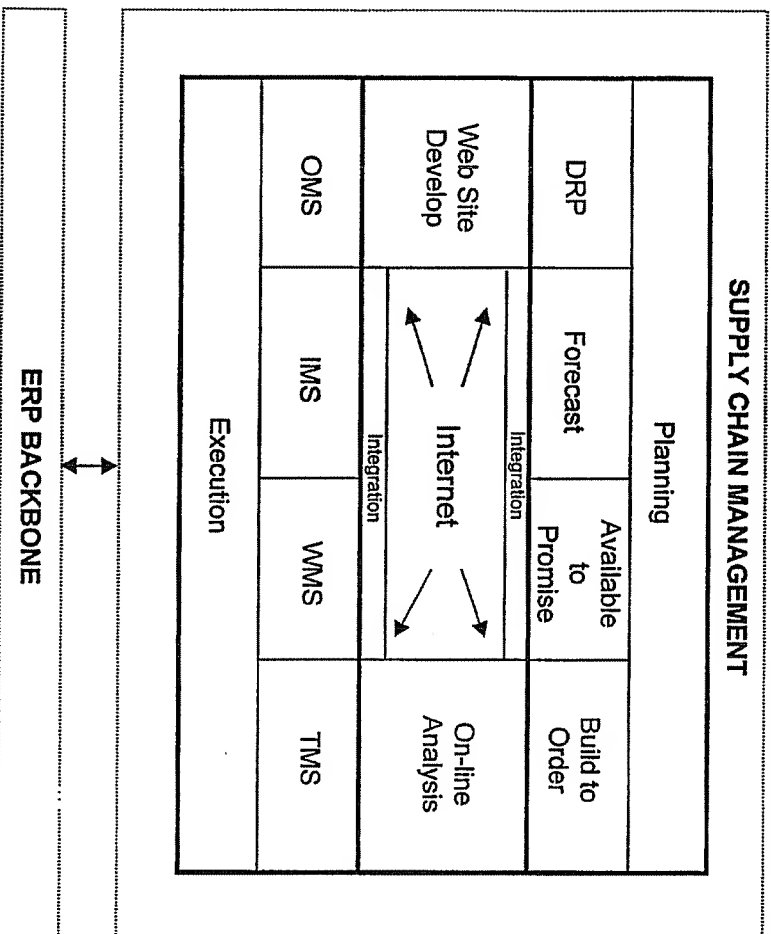 SUPPLY CHAIN MANAGEMENT
Planning
DRP
Forecast
Available
to
Promise
Build to
Order
Web Site
Develop
Integration
Internet
Integration
On-line
Analysis
OMS
IMS
WMS
TMS
Execution
ERP BACKBONE